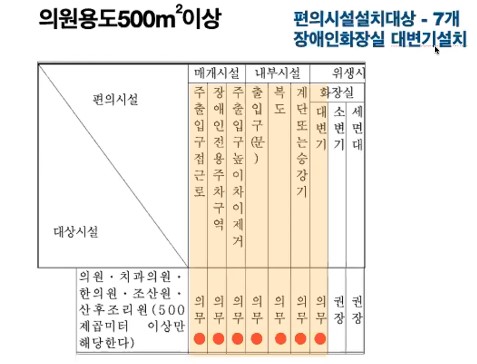 의원용도500m²이상
편의시설설치대상 - 7개
장애인화장실 대변기설치
편의시설
대상시설
매개시설
내부시설
위생시
화장실
주출입구접근로
장애인전용주차구역
주출입구높이차이제거
출입구(문)
복도
계단또는승강기
대변기
소변기
세면대
의원·치과의원·
한의원·조산원·
산후조리원(500
제곱미터 이상만
해당한다)
의무
의무
의무
의무
의무
의무
의무
권장
권장